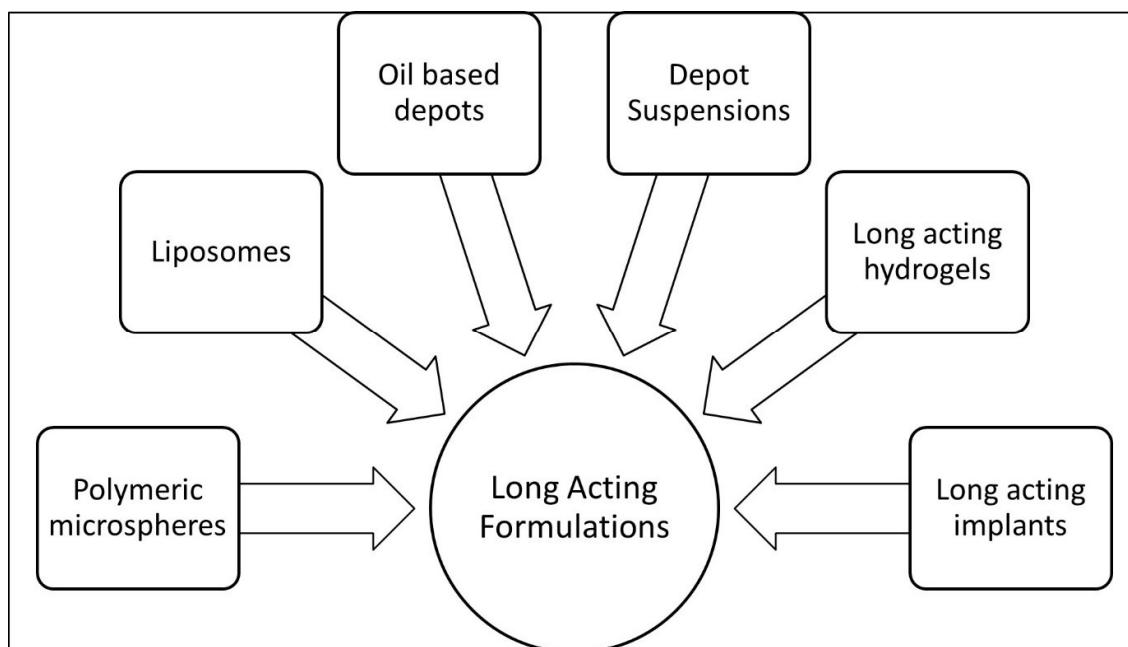 Oil based
depots
Depot
Suspensions
Liposomes
Long acting
hydrogels
Polymeric
microspheres
Long Acting
Formulations
Long acting
implants